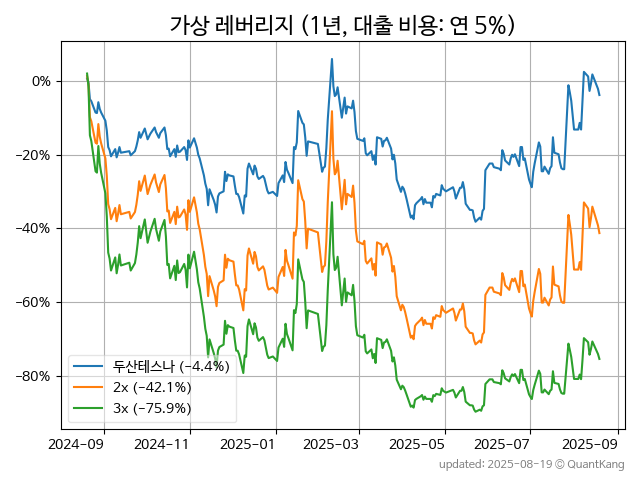 가상 레버리지 (1년, 대출 비용: 연 5%)
0%
−20%
−40%
−60%
−80%
두산테스나 (−4.4%)
2x (−42.1%)
3x (−75.9%)
2024−09 2024−11 2025−01 2025−03 2025−05 2025−07 2025−09
updated: 2025−08−19 © QuantKang